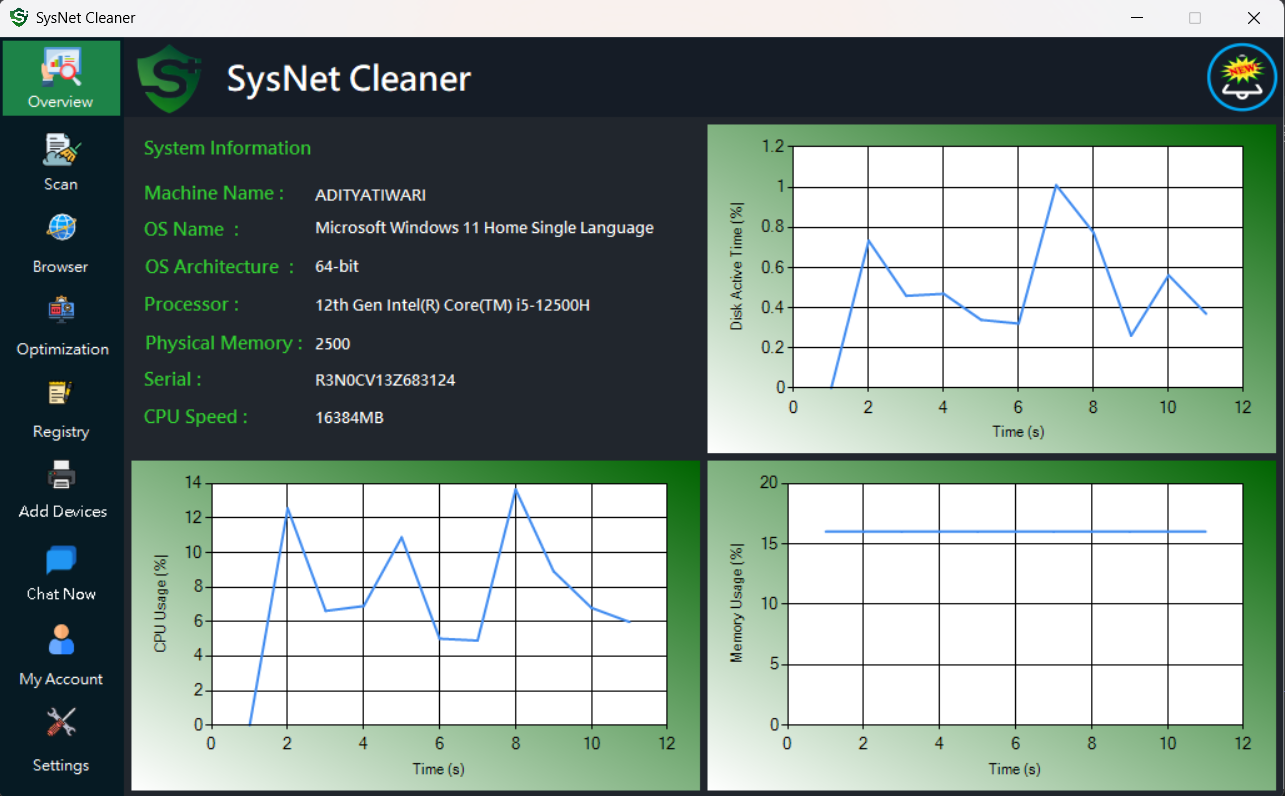 SysNet Cleaner
Overview
Scan
Browser
Optimization
Registry
Add Devices
Chat Now
My Account
Settings
SysNet Cleaner
NEW
System Information
Machine Name : ADITYATIWARI
OS Name : Microsoft Windows 11 Home Single Language
OS Architecture : 64-bit
Processor : 12th Gen Intel(R) Core(TM) i5-12500H
Physical Memory : 2500
Serial : R3N0CV13Z683124
CPU Speed : 16384MB
Disk Active Time (%|
1.2
1
0.8
0.6
0.4
0.2
0
0 2 4 6 8 10 12
Time (s)
CPU Usage (%|
14
12
10
8
6
4
2
0
0 2 4 6 8 10 12
Time (s)
Memory Usage (%|
20
15
10
5
0
0 2 4 6 8 10 12
Time (s)